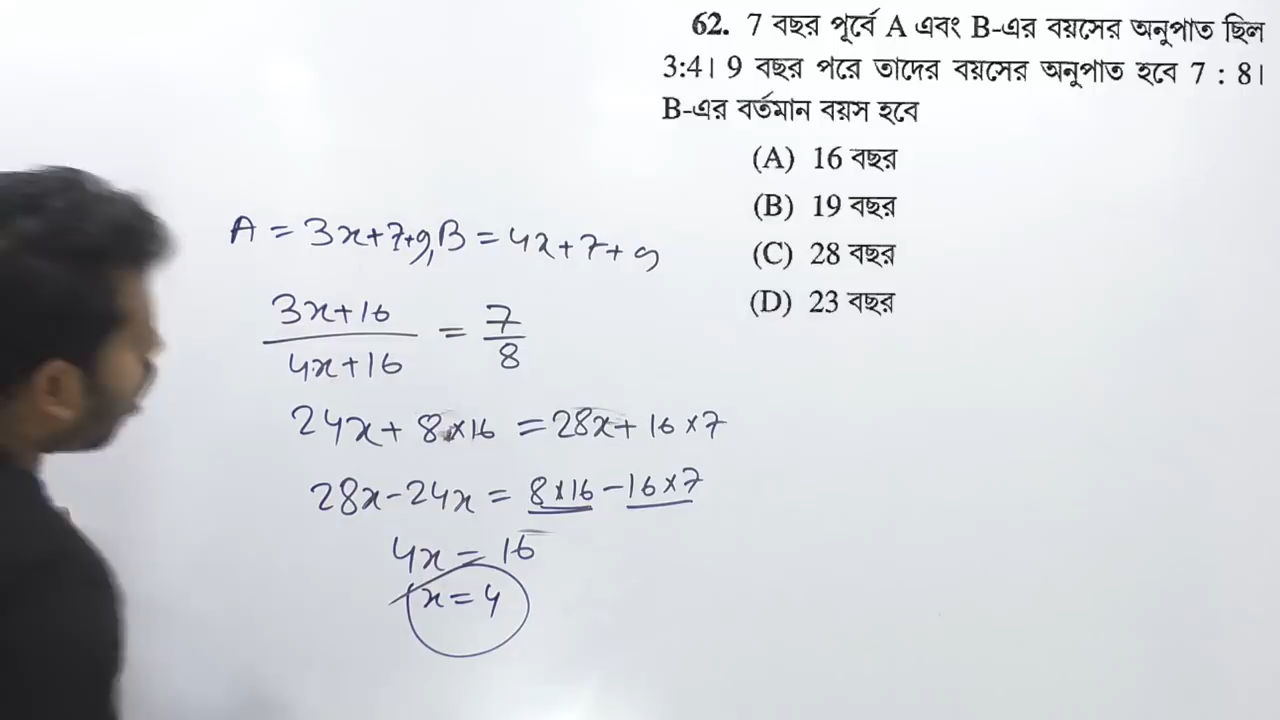 62. 7 বছর পূর্বে A এবং B-এর বয়সের অনুপাত ছিল
3:4। 9 বছর পরে তাদের বয়সের অনুপাত হবে 7 : 8।
B-এর বর্তমান বয়স হবে
(A) 16 বছর
(B) 19 বছর
(C) 28 বছর
(D) 23 বছর
A = 3x+7+9, B = 4x+7+9
3x+16
4x+16
= 7
8
24x + 8×16 = 28x + 16×7
28x-24x = 8×16 - 16×7
4x = 16
x = 4